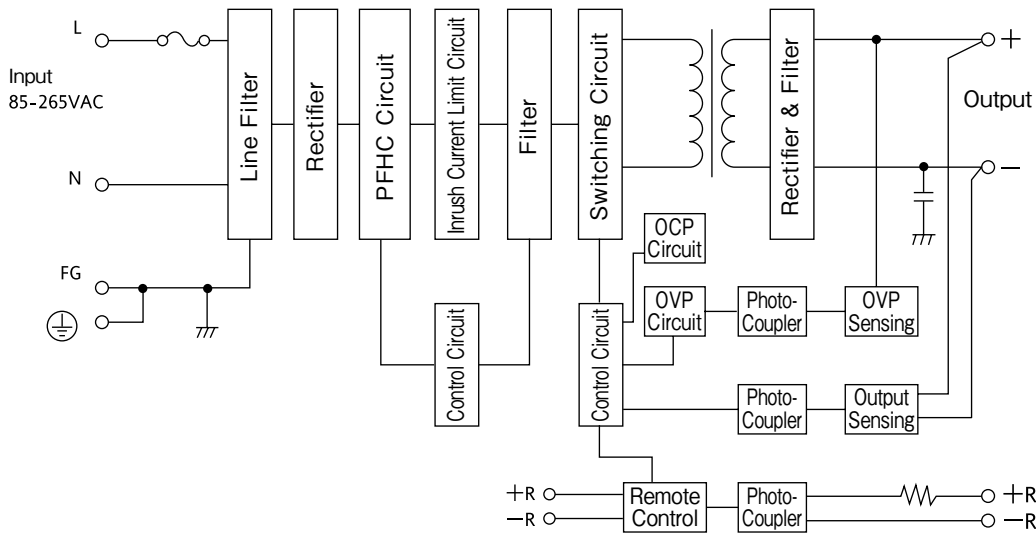 L
Input
85-265VAC
N
FG
Line Filter
Rectifier
PFHC Circuit
Inrush Current Limit Circuit
Filter
Switching Circuit
Rectifier & Filter
+
Output
−
Control Circuit
Control Circuit
OCP
Circuit
OVP
Circuit
Photo-
Coupler
OVP
Sensing
Photo-
Coupler
Output
Sensing
+R
−R
Remote
Control
Photo-
Coupler
+R
−R